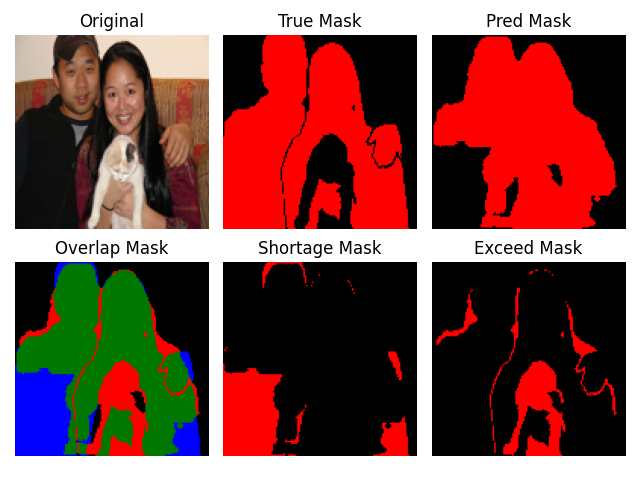 Original
True Mask
Pred Mask
Overlap Mask
Shortage Mask
Exceed Mask